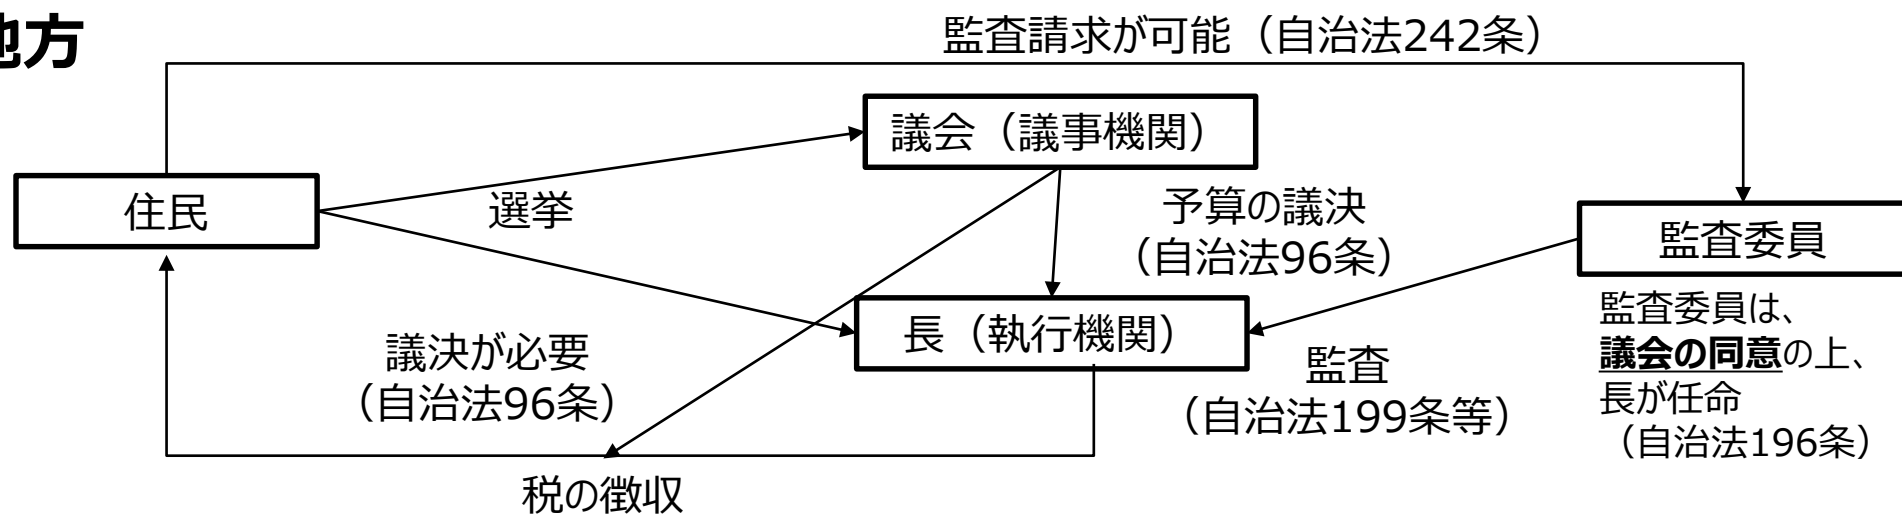 地方
監査請求が可能（自治法242条）
議会（議事機関）
住民
選挙
予算の議決
（自治法96条）
監査委員
長（執行機関）
議決が必要
（自治法96条）
監査
（自治法199条等）
監査委員は、
議会の同意の上、
長が任命
（自治法196条）
税の徴収